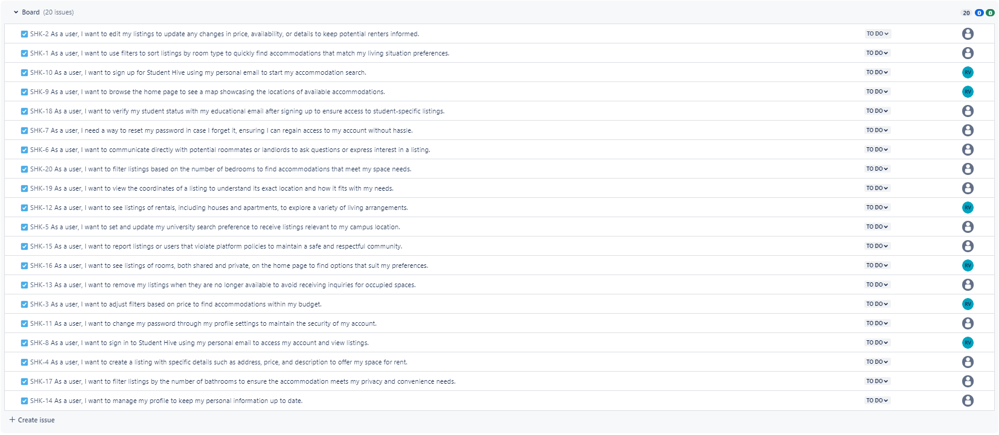 Board (20 issues) 20 0 0
SHK-2 As a user, I want to edit my listings to update any changes in price, availability, or details to keep potential renters informed. TO DO
SHK-1 As a user, I want to use filters to sort listings by room type to quickly find accommodations that match my living situation preferences. TO DO
SHK-10 As a user, I want to sign up for Student Hive using my personal email to start my accommodation search. TO DO RV
SHK-9 As a user, I want to browse the home page to see a map showcasing the locations of available accommodations. TO DO RV
SHK-18 As a user, I want to verify my student status with my educational email after signing up to ensure access to student-specific listings. TO DO
SHK-7 As a user, I need a way to reset my password in case I forget it, ensuring I can regain access to my account without hassle. TO DO
SHK-6 As a user, I want to communicate directly with potential roommates or landlords to ask questions or express interest in a listing. TO DO
SHK-20 As a user, I want to filter listings based on the number of bedrooms to find accommodations that meet my space needs. TO DO
SHK-19 As a user, I want to view the coordinates of a listing to understand its exact location and how it fits with my needs. TO DO
SHK-12 As a user, I want to see listings of rentals, including houses and apartments, to explore a variety of living arrangements. TO DO RV
SHK-5 As a user, I want to set and update my university search preference to receive listings relevant to my campus location. TO DO
SHK-15 As a user, I want to report listings or users that violate platform policies to maintain a safe and respectful community. TO DO
SHK-16 As a user, I want to see listings of rooms, both shared and private, on the home page to find options that suit my preferences. TO DO RV
SHK-13 As a user, I want to remove my listings when they are no longer available to avoid receiving inquiries for occupied spaces. TO DO
SHK-3 As a user, I want to adjust filters based on price to find accommodations within my budget. TO DO RV
SHK-11 As a user, I want to change my password through my profile settings to maintain the security of my account. TO DO
SHK-8 As a user, I want to sign in to Student Hive using my personal email to access my account and view listings. TO DO RV
SHK-4 As a user, I want to create a listing with specific details such as address, price, and description to offer my space for rent. TO DO
SHK-17 As a user, I want to filter listings by the number of bathrooms to ensure the accommodation meets my privacy and convenience needs. TO DO
SHK-14 As a user, I want to manage my profile to keep my personal information up to date. TO DO
+ Create issue